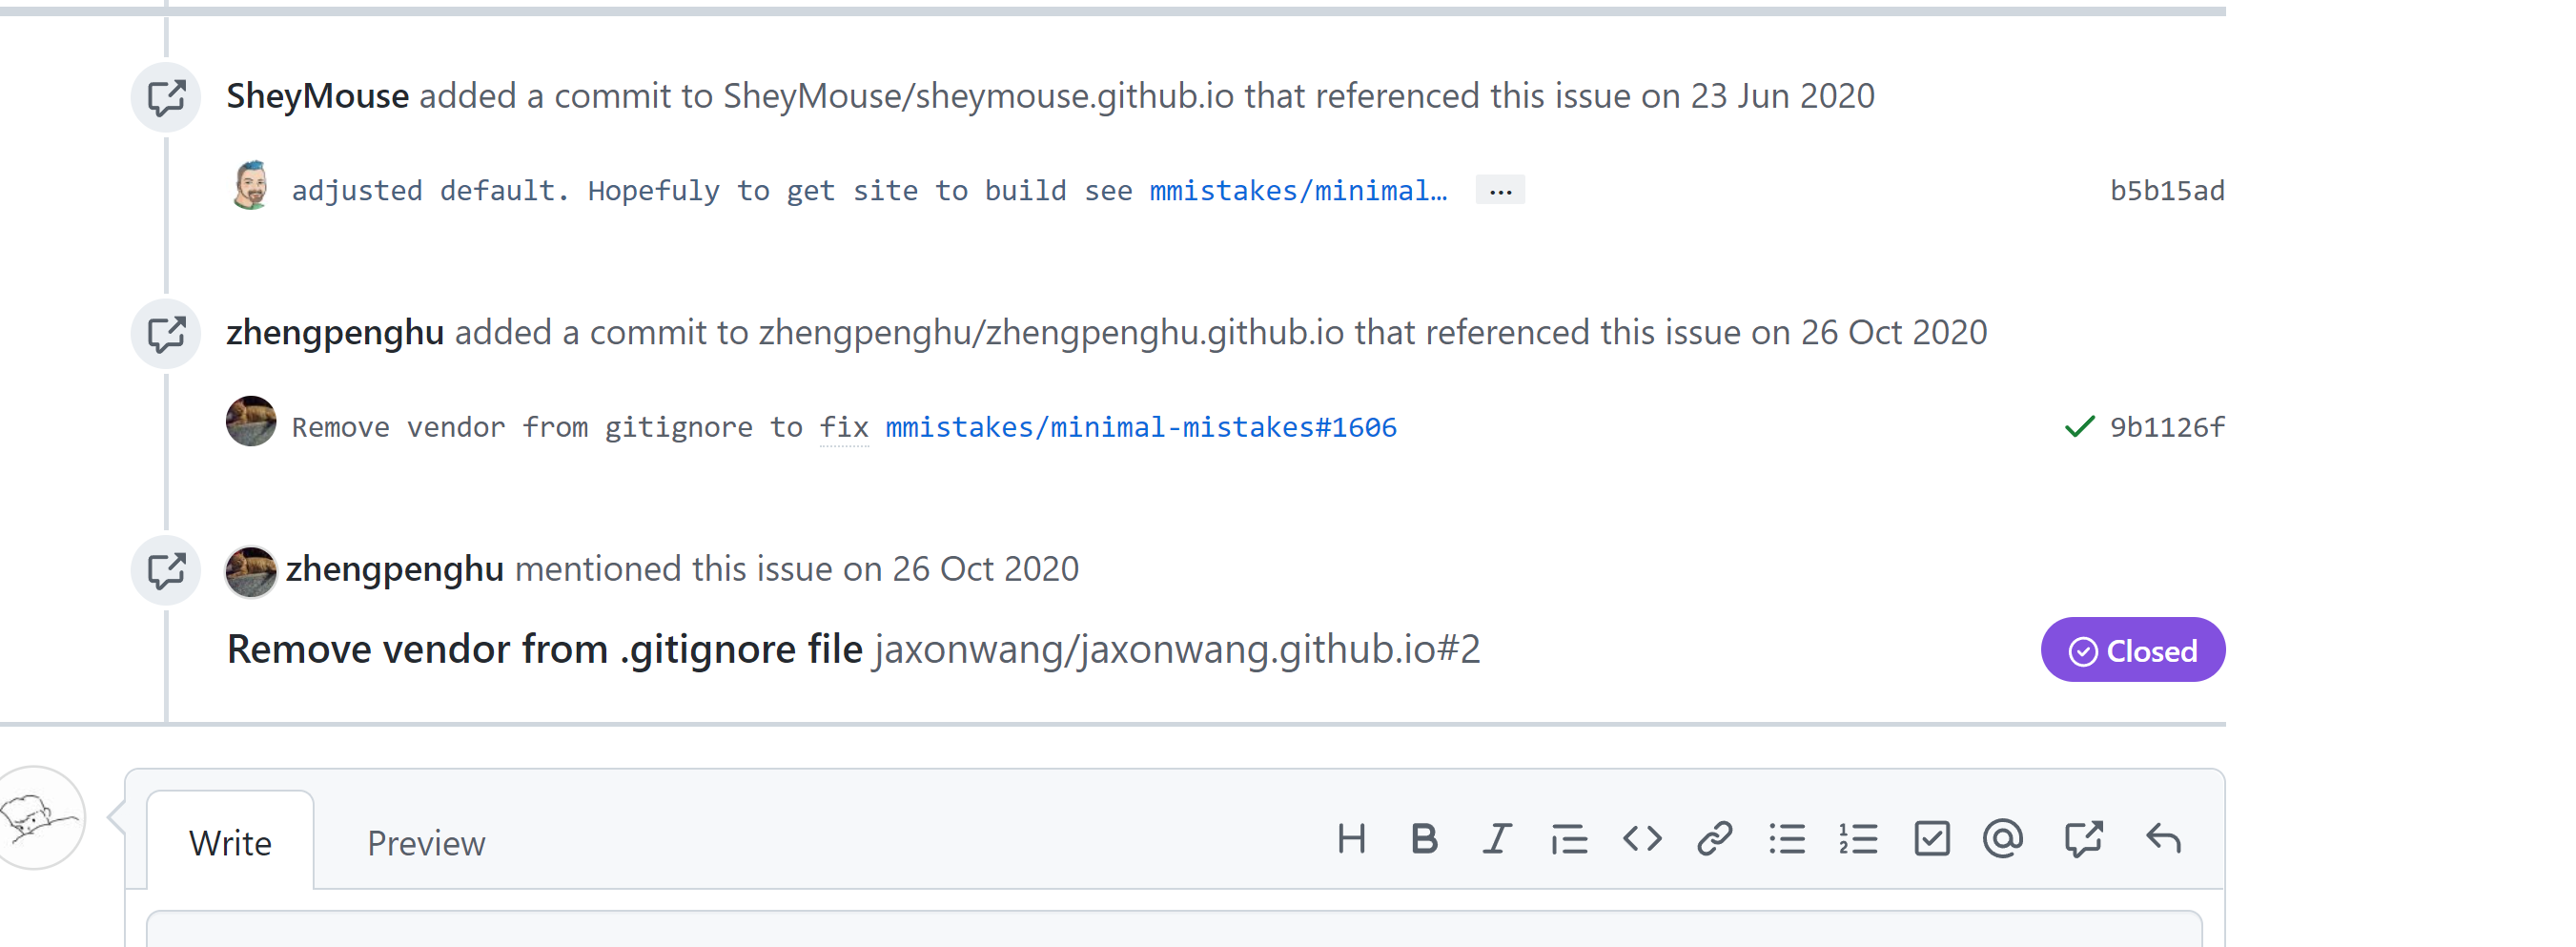 SheyMouse added a commit to SheyMouse/sheymouse.github.io that referenced this issue on 23 Jun 2020
adjusted default. Hopefuly to get site to build see mmistakes/minimal… ... b5b15ad
zhengpenghu added a commit to zhengpenghu/zhengpenghu.github.io that referenced this issue on 26 Oct 2020
Remove vendor from gitignore to fix mmistakes/minimal-mistakes#1606 9b1126f
zhengpenghu mentioned this issue on 26 Oct 2020
Remove vendor from .gitignore file jaxonwang/jaxonwang.github.io#2 Closed
Write Preview